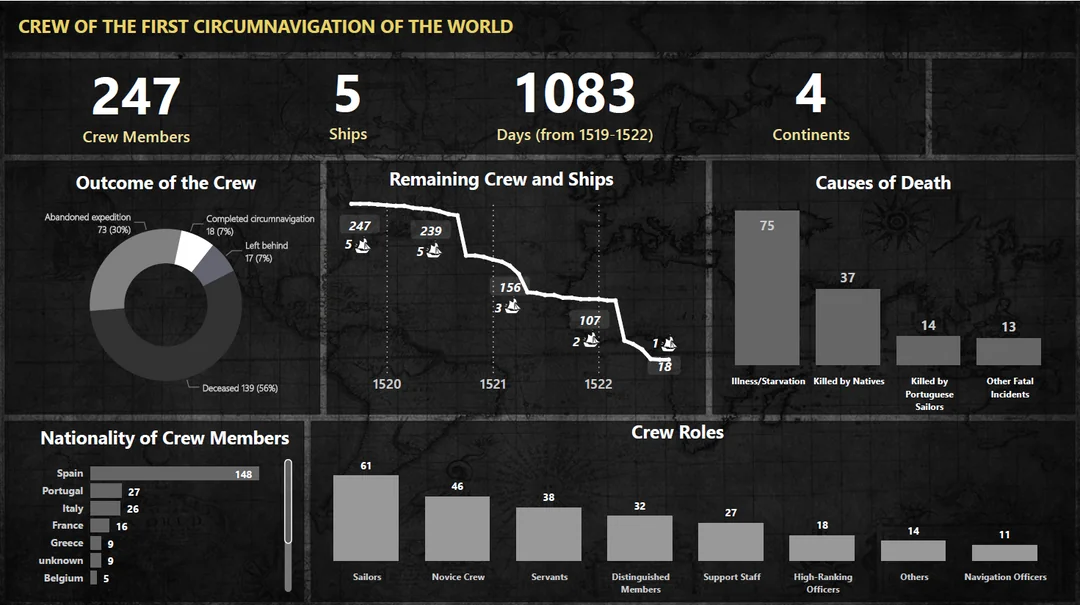 CREW OF THE FIRST CIRCUMNAVIGATION OF THE WORLD
247
Crew Members
5
Ships
1083
Days (from 1519-1522)
4
Continents
Outcome of the Crew
Abandoned expedition
73 (30%)
Completed circumnavigation
18 (7%)
Left behind
17 (7%)
Deceased 139 (56%)
Remaining Crew and Ships
247
5
239
5
156
3
107
2
1
18
1520
1521
1522
Causes of Death
75
37
14
13
Illness/Starvation
Killed by Natives
Killed by
Portuguese
Sailors
Other Fatal
Incidents
Nationality of Crew Members
Spain 148
Portugal 27
Italy 26
France 16
Greece 9
unknown 9
Belgium 5
Crew Roles
61
46
38
32
27
18
14
11
Sailors
Novice Crew
Servants
Distinguished
Members
Support Staff
High-Ranking
Officers
Others
Navigation Officers